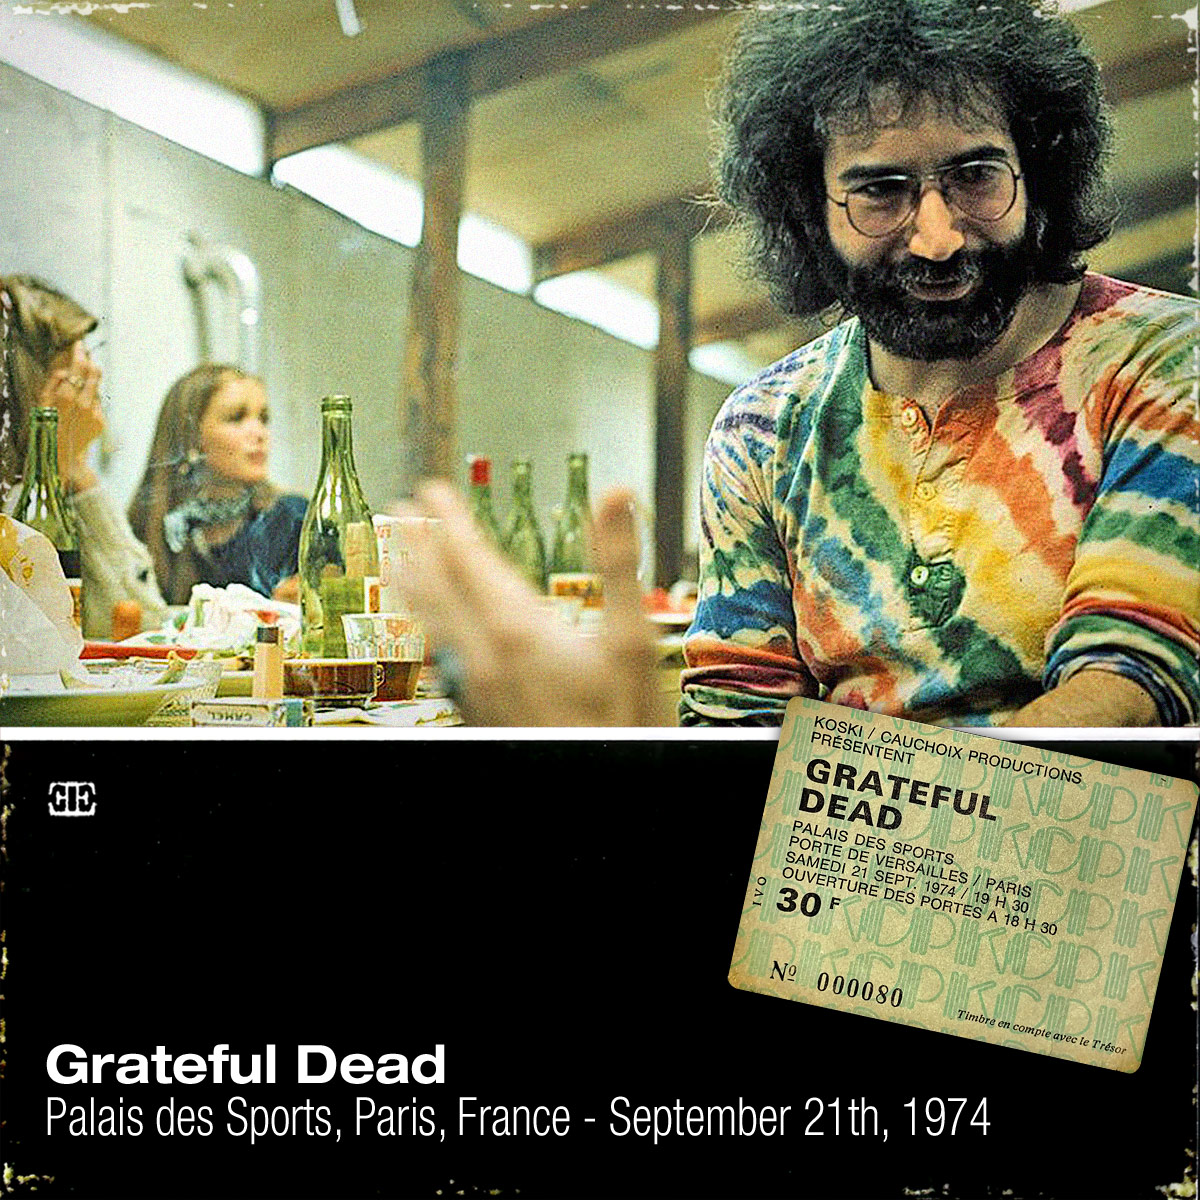 CAMEL
KOSKI / CAUCHOIX PRODUCTIONS
PRÉSENTENT
GRATEFUL
DEAD
PALAIS DES SPORTS
PORTE DE VERSAILLES / PARIS
SAMEDI 21 SEPT. 1974 / 19 H 30
OUVERTURE DES PORTES A 18 H 30
30 F
IVO
Nº 000080
Timbre en compte avec le Trésor
Grateful Dead
Palais des Sports, Paris, France - September 21th, 1974